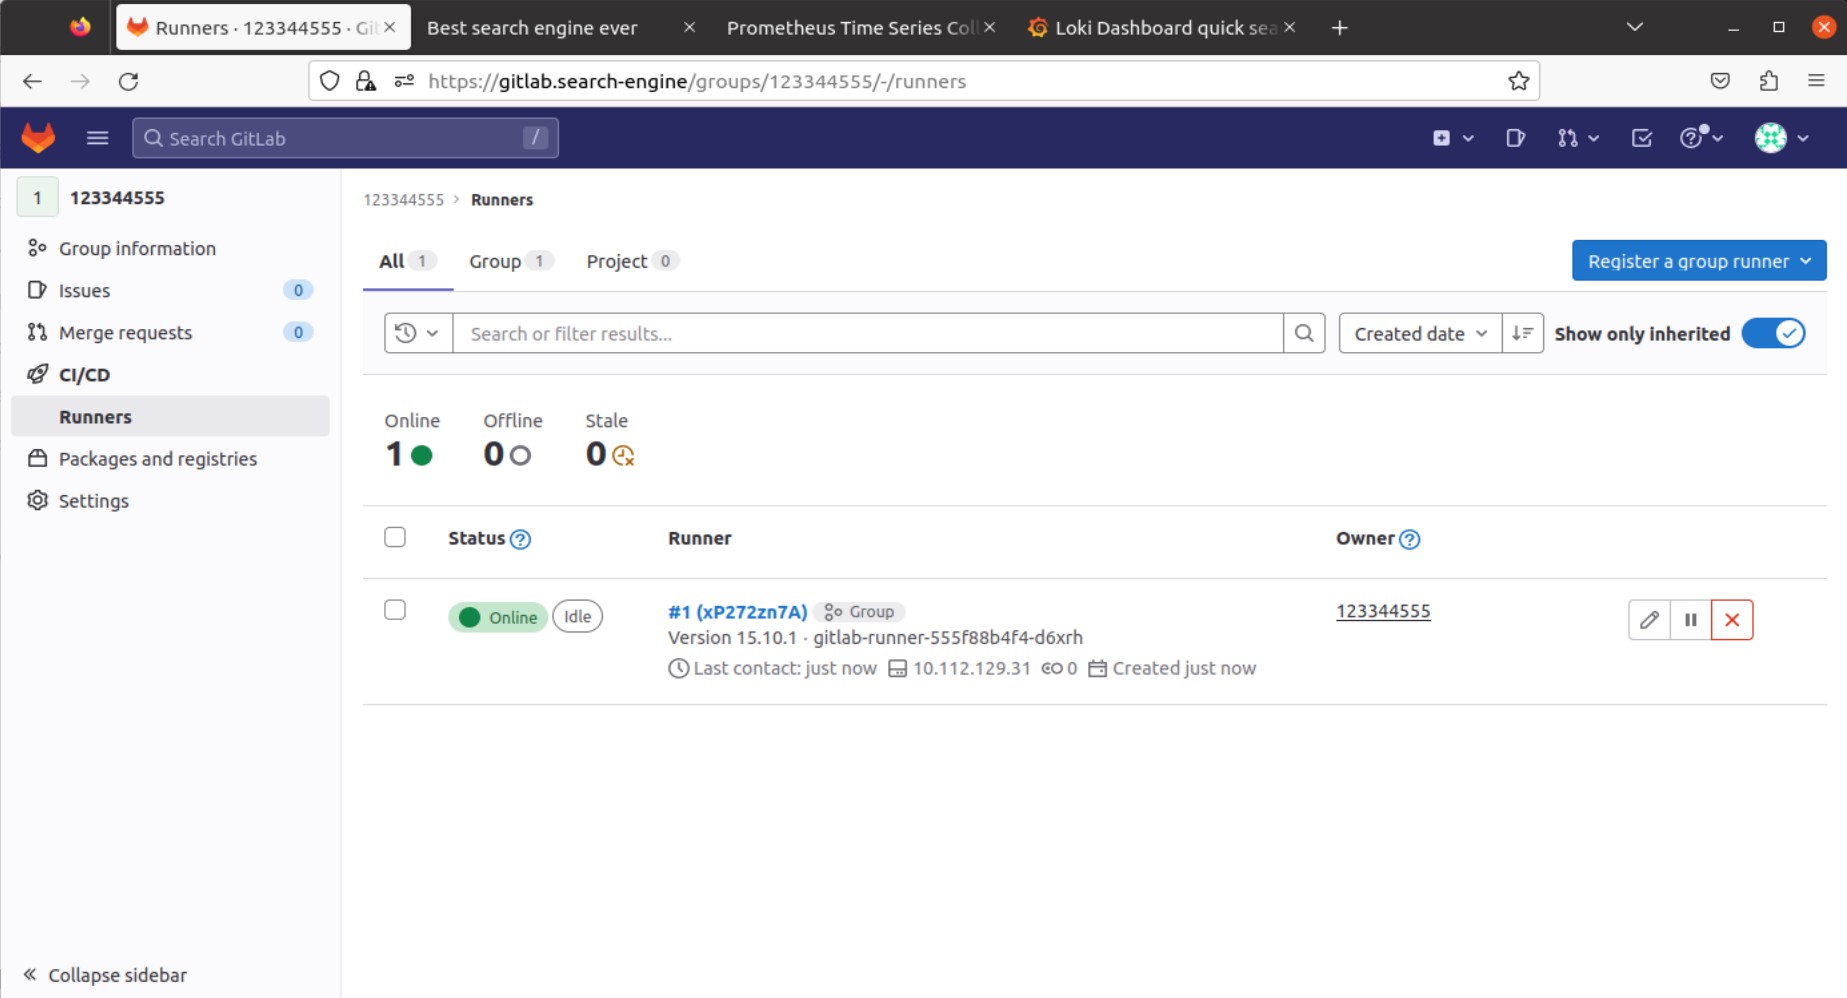 Runners · 123344555 · Git
Best search engine ever
Prometheus Time Series Coll
Loki Dashboard quick sea
https://gitlab.search-engine/groups/123344555/-/runners
Search GitLab
/
1 123344555
Group information
Issues 0
Merge requests 0
CI/CD
Runners
Packages and registries
Settings
Collapse sidebar
123344555 > Runners
All 1 Group 1 Project 0
Register a group runner
Search or filter results...
Created date
Show only inherited
Online Offline Stale
1 0 0
Status ? Runner Owner ?
Online Idle #1 (xP272zn7A) Group 123344555
Version 15.10.1 · gitlab-runner-555f88b4f4-d6xrh
Last contact: just now 10.112.129.31 0 Created just now